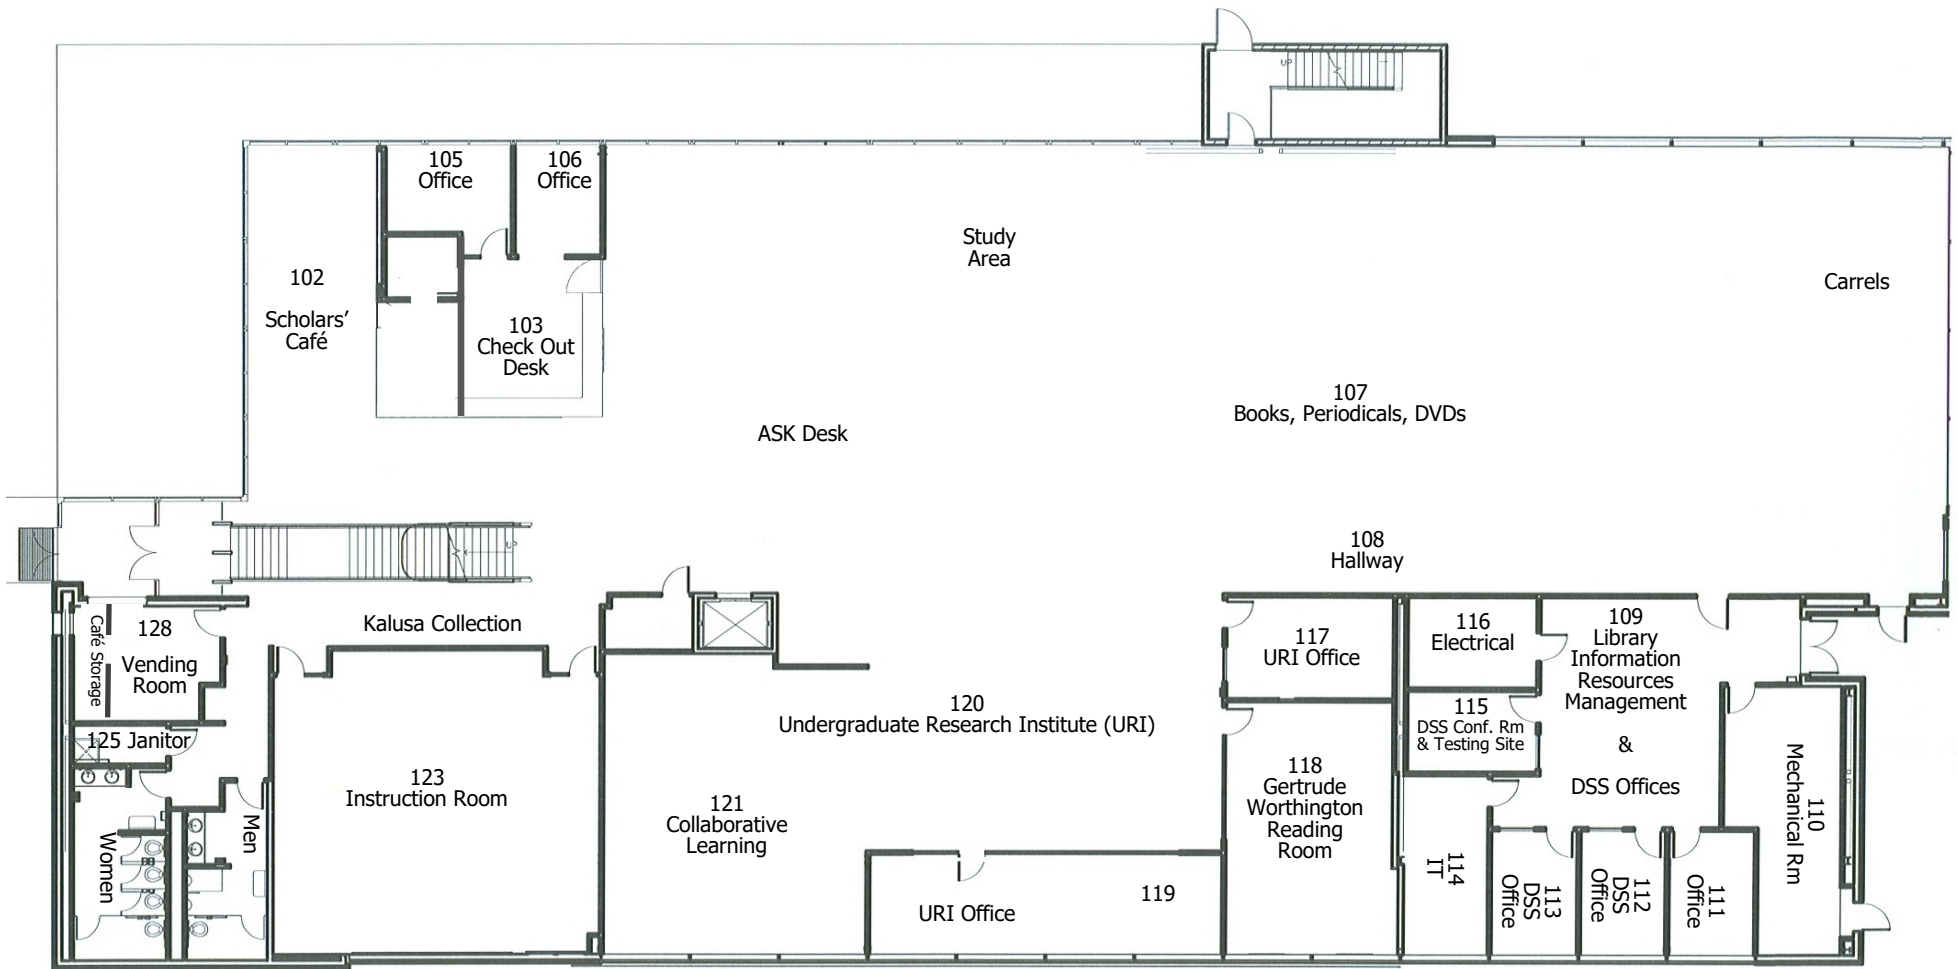 UP
105
Office
106
Office
Study
Area
102
Scholars’
Café
Carrels
103
Check Out
Desk
107
Books, Periodicals, DVDs
ASK Desk
UP
108
Hallway
Kalusa Collection
Café Storage
128
Vending
Room
117
URI Office
116
Electrical
109
Library
Information
Resources
Management
&
DSS Offices
120
Undergraduate Research Institute (URI)
115
DSS Conf. Rm
& Testing Site
125 Janitor
123
Instruction Room
121
Collaborative
Learning
118
Gertrude
Worthington
Reading
Room
110
Mechanical Rm
Women
Men
119
URI Office
114
IT
113
DSS
Office
112
DSS
Office
111
Office